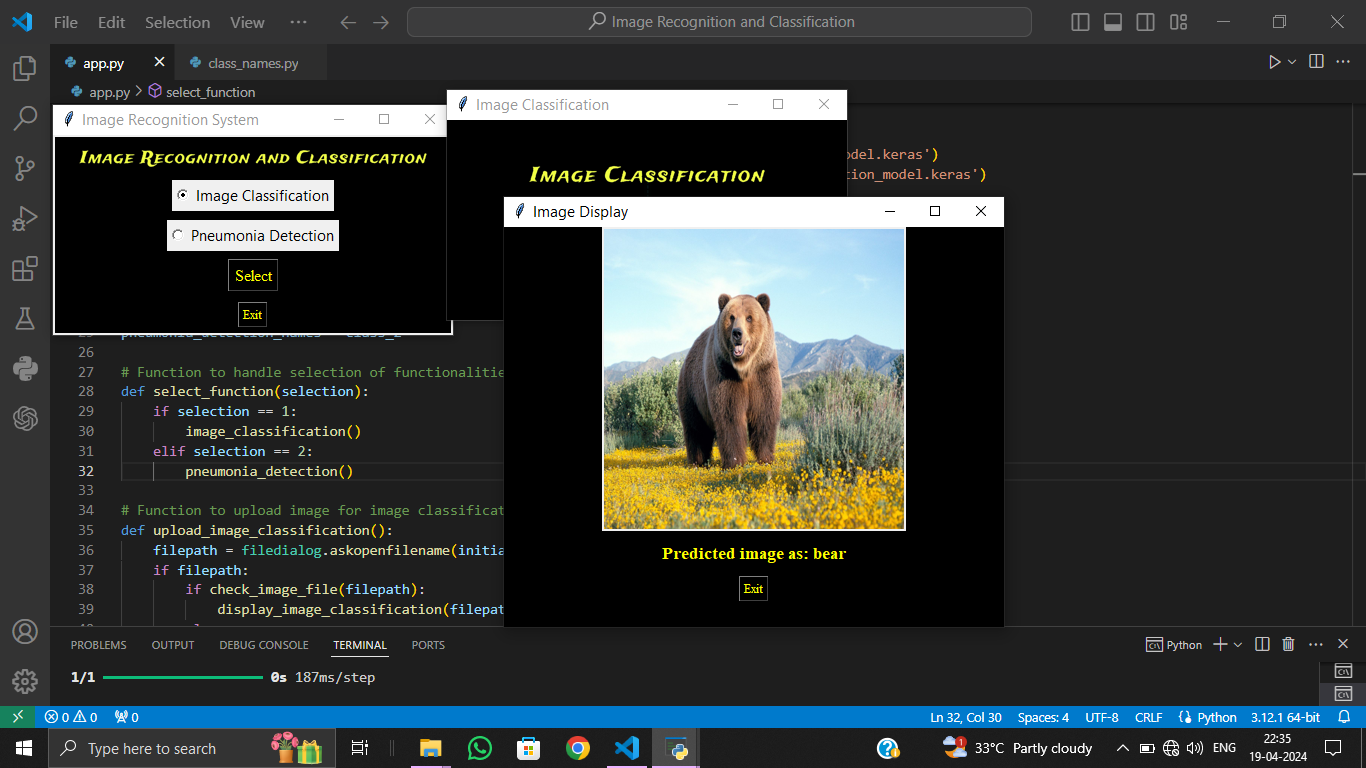 File Edit Selection View ··· Image Recognition and Classification
app.py class_names.py
app.py > select_function
Image Recognition System
Image Recognition and Classification
Image Classification
Pneumonia Detection
Select
Exit
Image Classification
Image Classification
odel.keras')
tion_model.keras')
Image Display
Predicted image as: bear
Exit
26
27 # Function to handle selection of functionalitie
28 def select_function(selection):
29 if selection == 1:
30 image_classification()
31 elif selection == 2:
32 pneumonia_detection()
33
34 # Function to upload image for image classificat
35 def upload_image_classification():
36 filepath = filedialog.askopenfilename(initia
37 if filepath:
38 if check_image_file(filepath):
39 display_image_classification(filepat
PROBLEMS OUTPUT DEBUG CONSOLE TERMINAL PORTS Python
1/1 0s 187ms/step
0 0 0 Ln 32, Col 30 Spaces: 4 UTF-8 CRLF Python 3.12.1 64-bit
Type here to search 1 33°C Partly cloudy ENG 22:35
19-04-2024